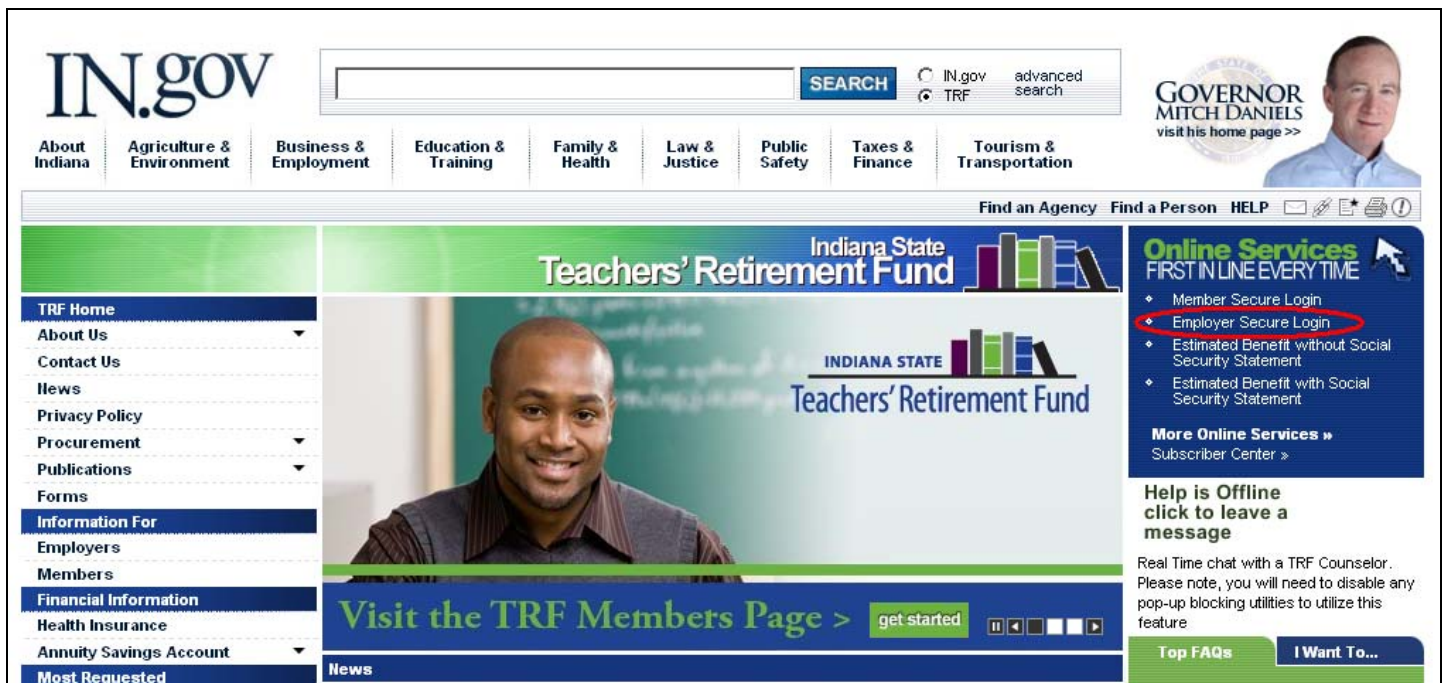 IN.gov
SEARCH
IN.gov
TRF
advanced
search
GOVERNOR
MITCH DANIELS
visit his home page >>
About
Indiana
Agriculture &
Environment
Business &
Employment
Education &
Training
Family &
Health
Law &
Justice
Public
Safety
Taxes &
Finance
Tourism &
Transportation
Find an Agency Find a Person HELP
Indiana State
Teachers' Retirement Fund
Online Services
FIRST IN LINE EVERY TIME
Member Secure Login
Employer Secure Login
Estimated Benefit without Social
Security Statement
Estimated Benefit with Social
Security Statement
More Online Services »
Subscriber Center »
TRF Home
About Us
Contact Us
News
Privacy Policy
Procurement
Publications
Forms
Information For
Employers
Members
Financial Information
Health Insurance
Annuity Savings Account
Most Requested
INDIANA STATE
Teachers' Retirement Fund
Visit the TRF Members Page > get started
News
Help is Offline
click to leave a
message
Real Time chat with a TRF Counselor.
Please note, you will need to disable any
pop-up blocking utilities to utilize this
feature
Top FAQs
I Want To...